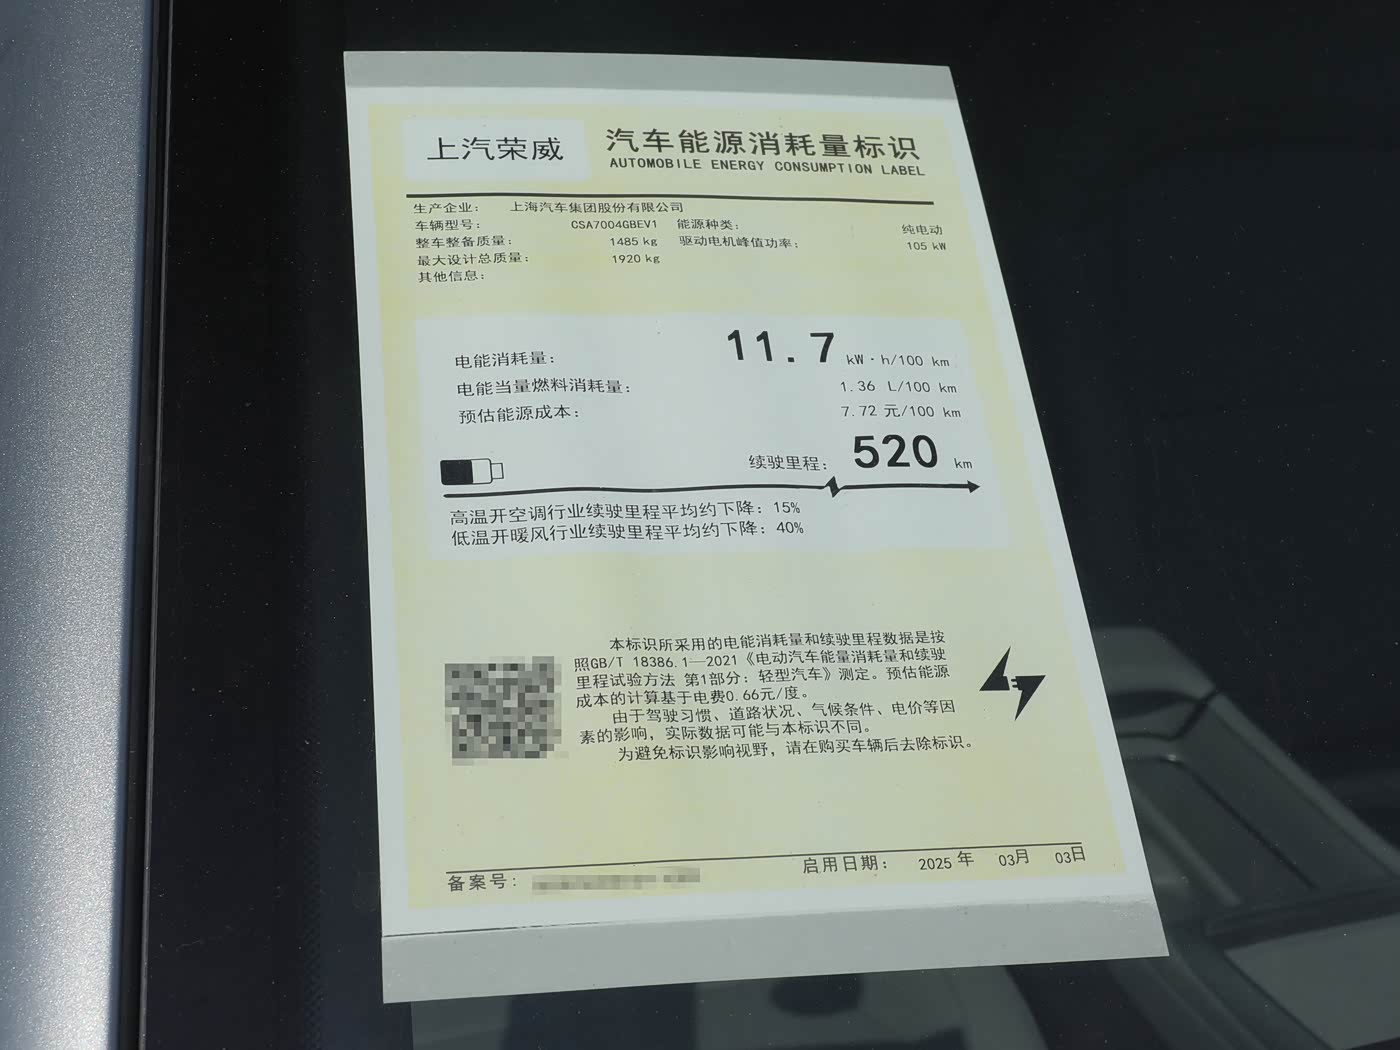 上汽荣威
汽车能源消耗量标识
AUTOMOBILE ENERGY CONSUMPTION LABEL
生产企业： 上海汽车集团股份有限公司
车辆型号： CSA7004GBEV1 能源种类： 纯电动
整车整备质量： 1485 kg 驱动电机峰值功率： 105 kW
最大设计总质量： 1920 kg
其他信息：
电能消耗量： 11.7 kW·h/100 km
电能当量燃料消耗量： 1.36 L/100 km
预估能源成本： 7.72 元/100 km
续驶里程： 520 km
高温开空调行业续驶里程平均约下降：15%
低温开暖风行业续驶里程平均约下降：40%
本标识所采用的电能消耗量和续驶里程数据是按
照GB/T 18386.1—2021《电动汽车能量消耗量和续驶
里程试验方法 第1部分：轻型汽车》测定。预估能源
成本的计算基于电费0.66元/度。
由于驾驶习惯、道路状况、气候条件、电价等因
素的影响，实际数据可能与本标识不同。
为避免标识影响视野，请在购买车辆后去除标识。
备案号：
启用日期： 2025 年 03月 03日